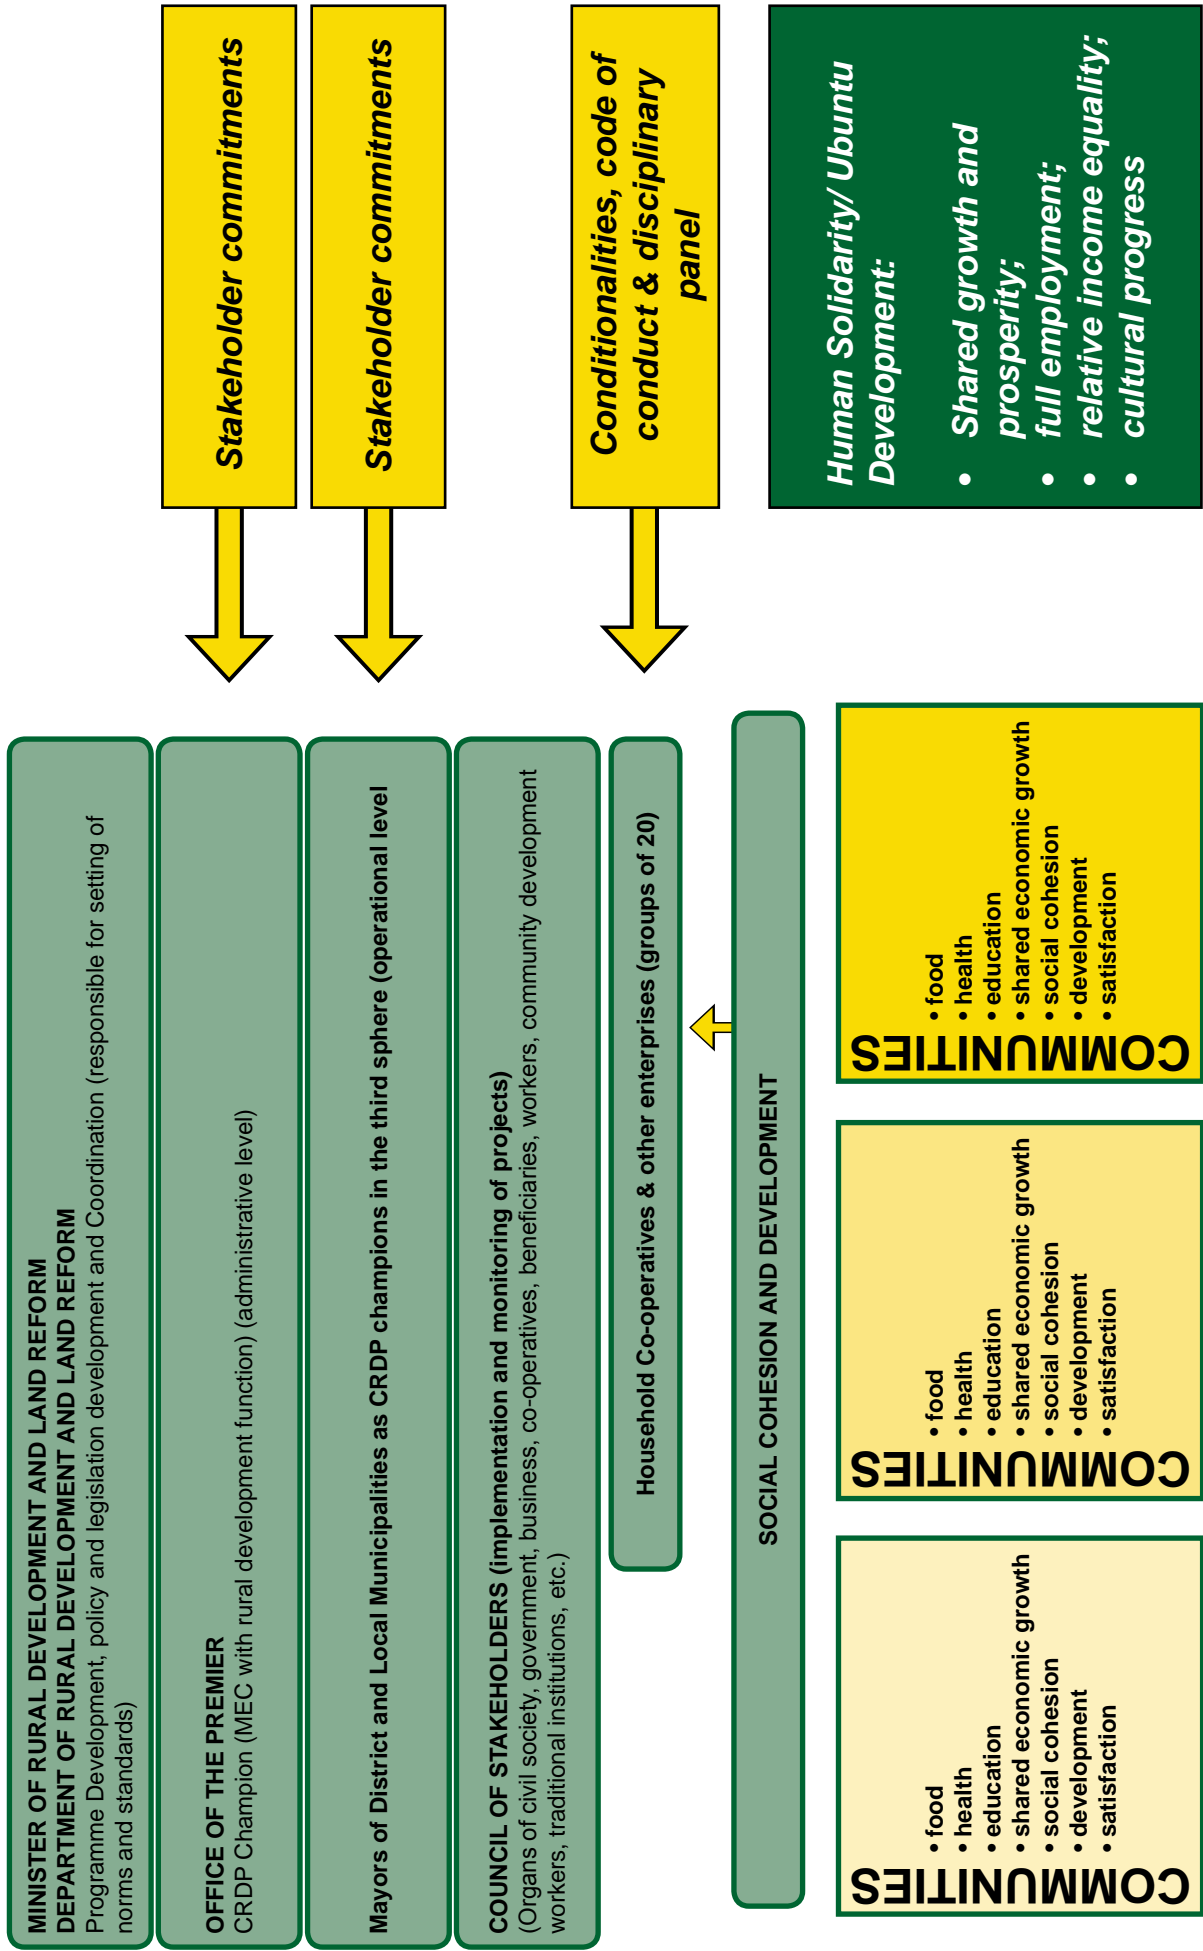 MINISTER OF RURAL DEVELOPMENT AND LAND REFORM
DEPARTMENT OF RURAL DEVELOPMENT AND LAND REFORM
Programme Development, policy and legislation development and Coordination (responsible for setting of
norms and standards)
OFFICE OF THE PREMIER
CRDP Champion (MEC with rural development function) (administrative level)
Stakeholder commitments
Mayors of District and Local Municipalities as CRDP champions in the third sphere (operational level
Stakeholder commitments
COUNCIL OF STAKEHOLDERS (implementation and monitoring of projects)
(Organs of civil society, government, business, co-operatives, beneficiaries, workers, community development
workers, traditional institutions, etc.)
Household Co-operatives & other enterprises (groups of 20)
Conditionalities, code of
conduct & disciplinary
panel
SOCIAL COHESION AND DEVELOPMENT
COMMUNITIES
• food
• health
• education
• shared economic growth
• social cohesion
• development
• satisfaction
COMMUNITIES
• food
• health
• education
• shared economic growth
• social cohesion
• development
• satisfaction
COMMUNITIES
• food
• health
• education
• shared economic growth
• social cohesion
• development
• satisfaction
Human Solidarity/ Ubuntu
Development:
• Shared growth and
prosperity;
• full employment;
• relative income equality;
• cultural progress